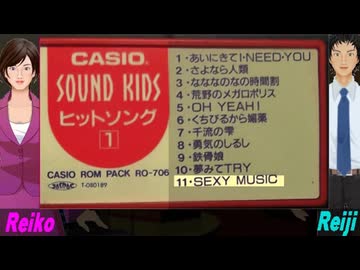 CASIO
SOUND KIDS
ヒットソング
1
CASIO ROM PACK RO-706
T-080189
1・あいにきてI・NEED・YOU
2・さよなら人類
3・なななのなの時間割
4・荒野のメガロポリス
5・OH YEAH!
6・くちびるから媚薬
7・千流の雫
8・勇気のしるし
9・鉄骨娘
10・夢みてTRY
11・SEXY MUSIC
Reiko
Reiji